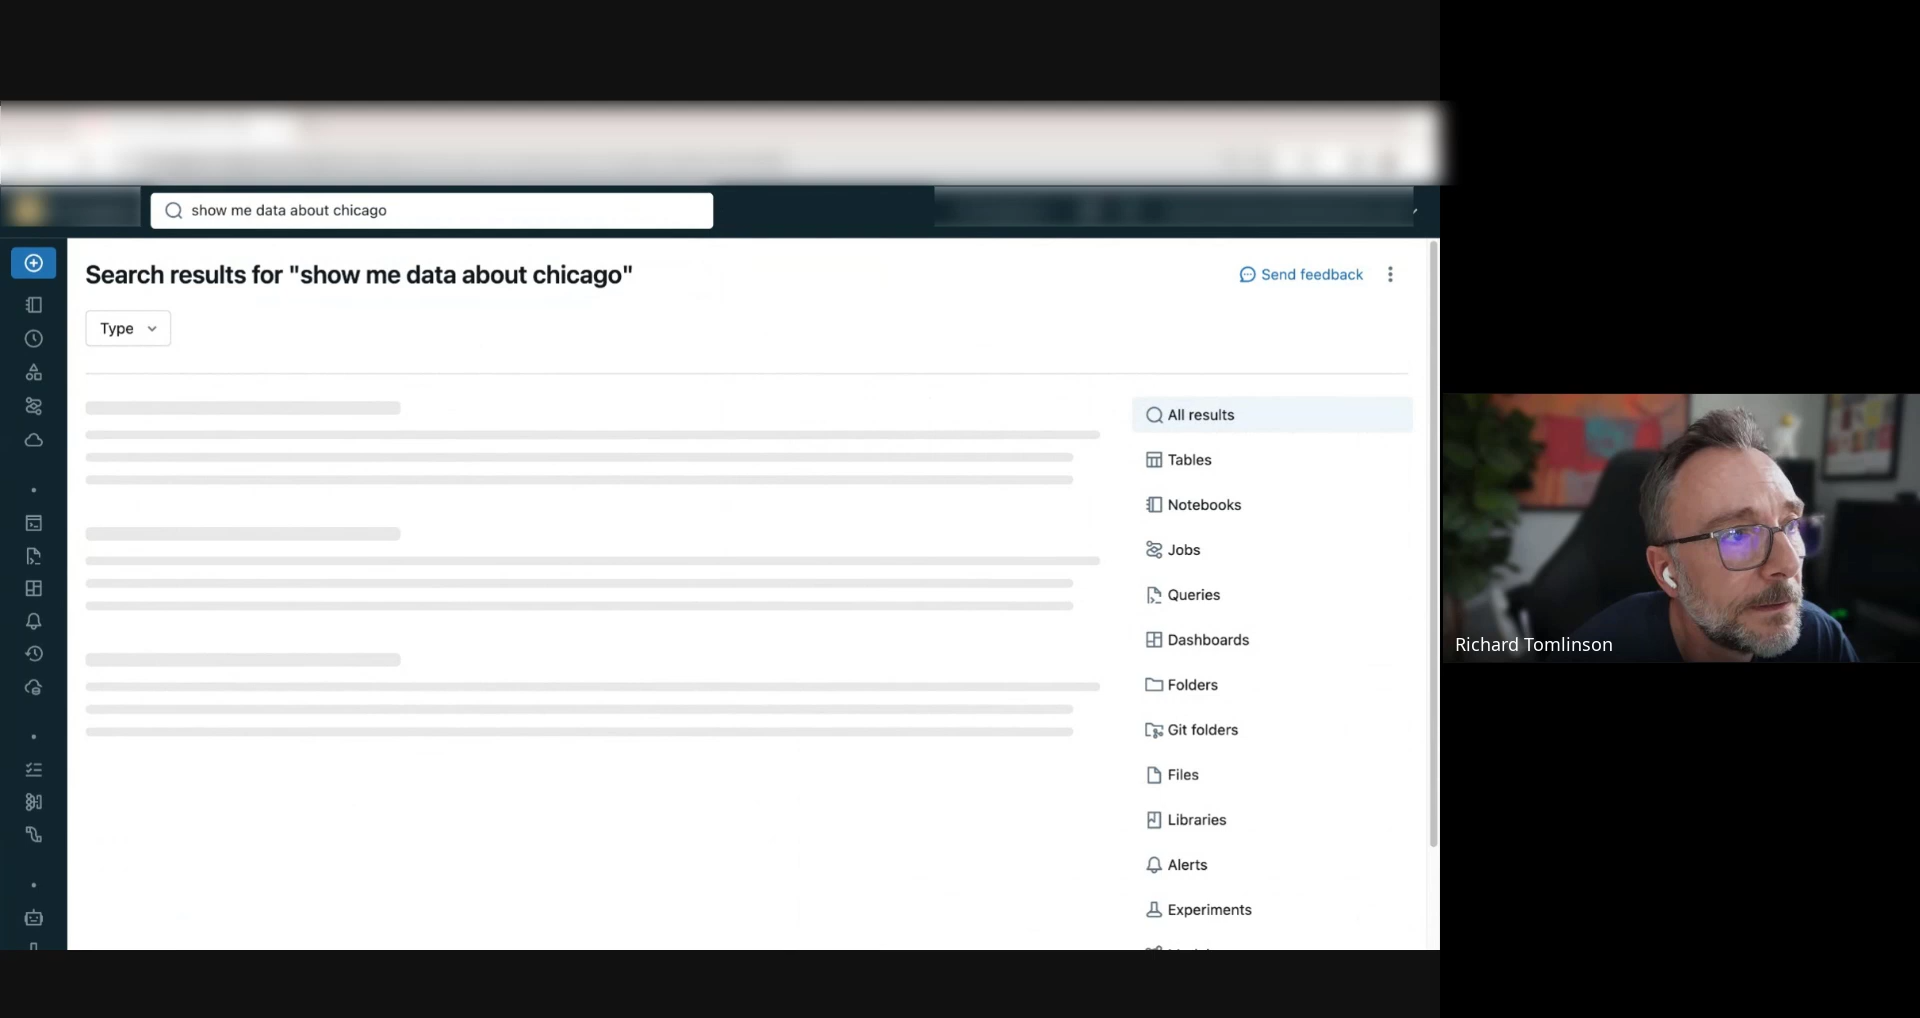 show me data about chicago
Search results for "show me data about chicago"
Send feedback
Type
All results
Tables
Notebooks
Jobs
Queries
Dashboards
Folders
Git folders
Files
Libraries
Alerts
Experiments
Richard Tomlinson